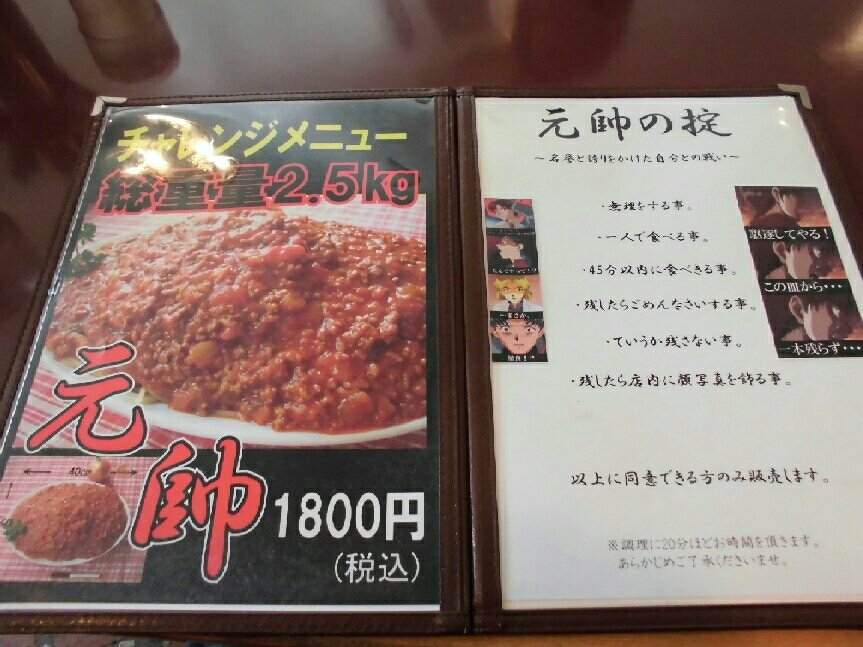 チャレンジメニュー
総重量2.5kg
元帥
40cm
1800円
(税込)
元帥の掟
～名誉と誇りをかけた自分との戦い～
・無理をする事。
・一人で食べる事。
・45分以内に食べきる事。
・残したらごめんなさいする事。
・ていうか残さない事。
・残したら店内に顔写真を飾る事。
以上に同意できる方のみ販売します。
※調理に20分ほどお時間を頂きます。
あらかじめご了承くださいませ。
・・・まさか、
完食！？
してやる！
この皿から・・・
一本残らず・・・